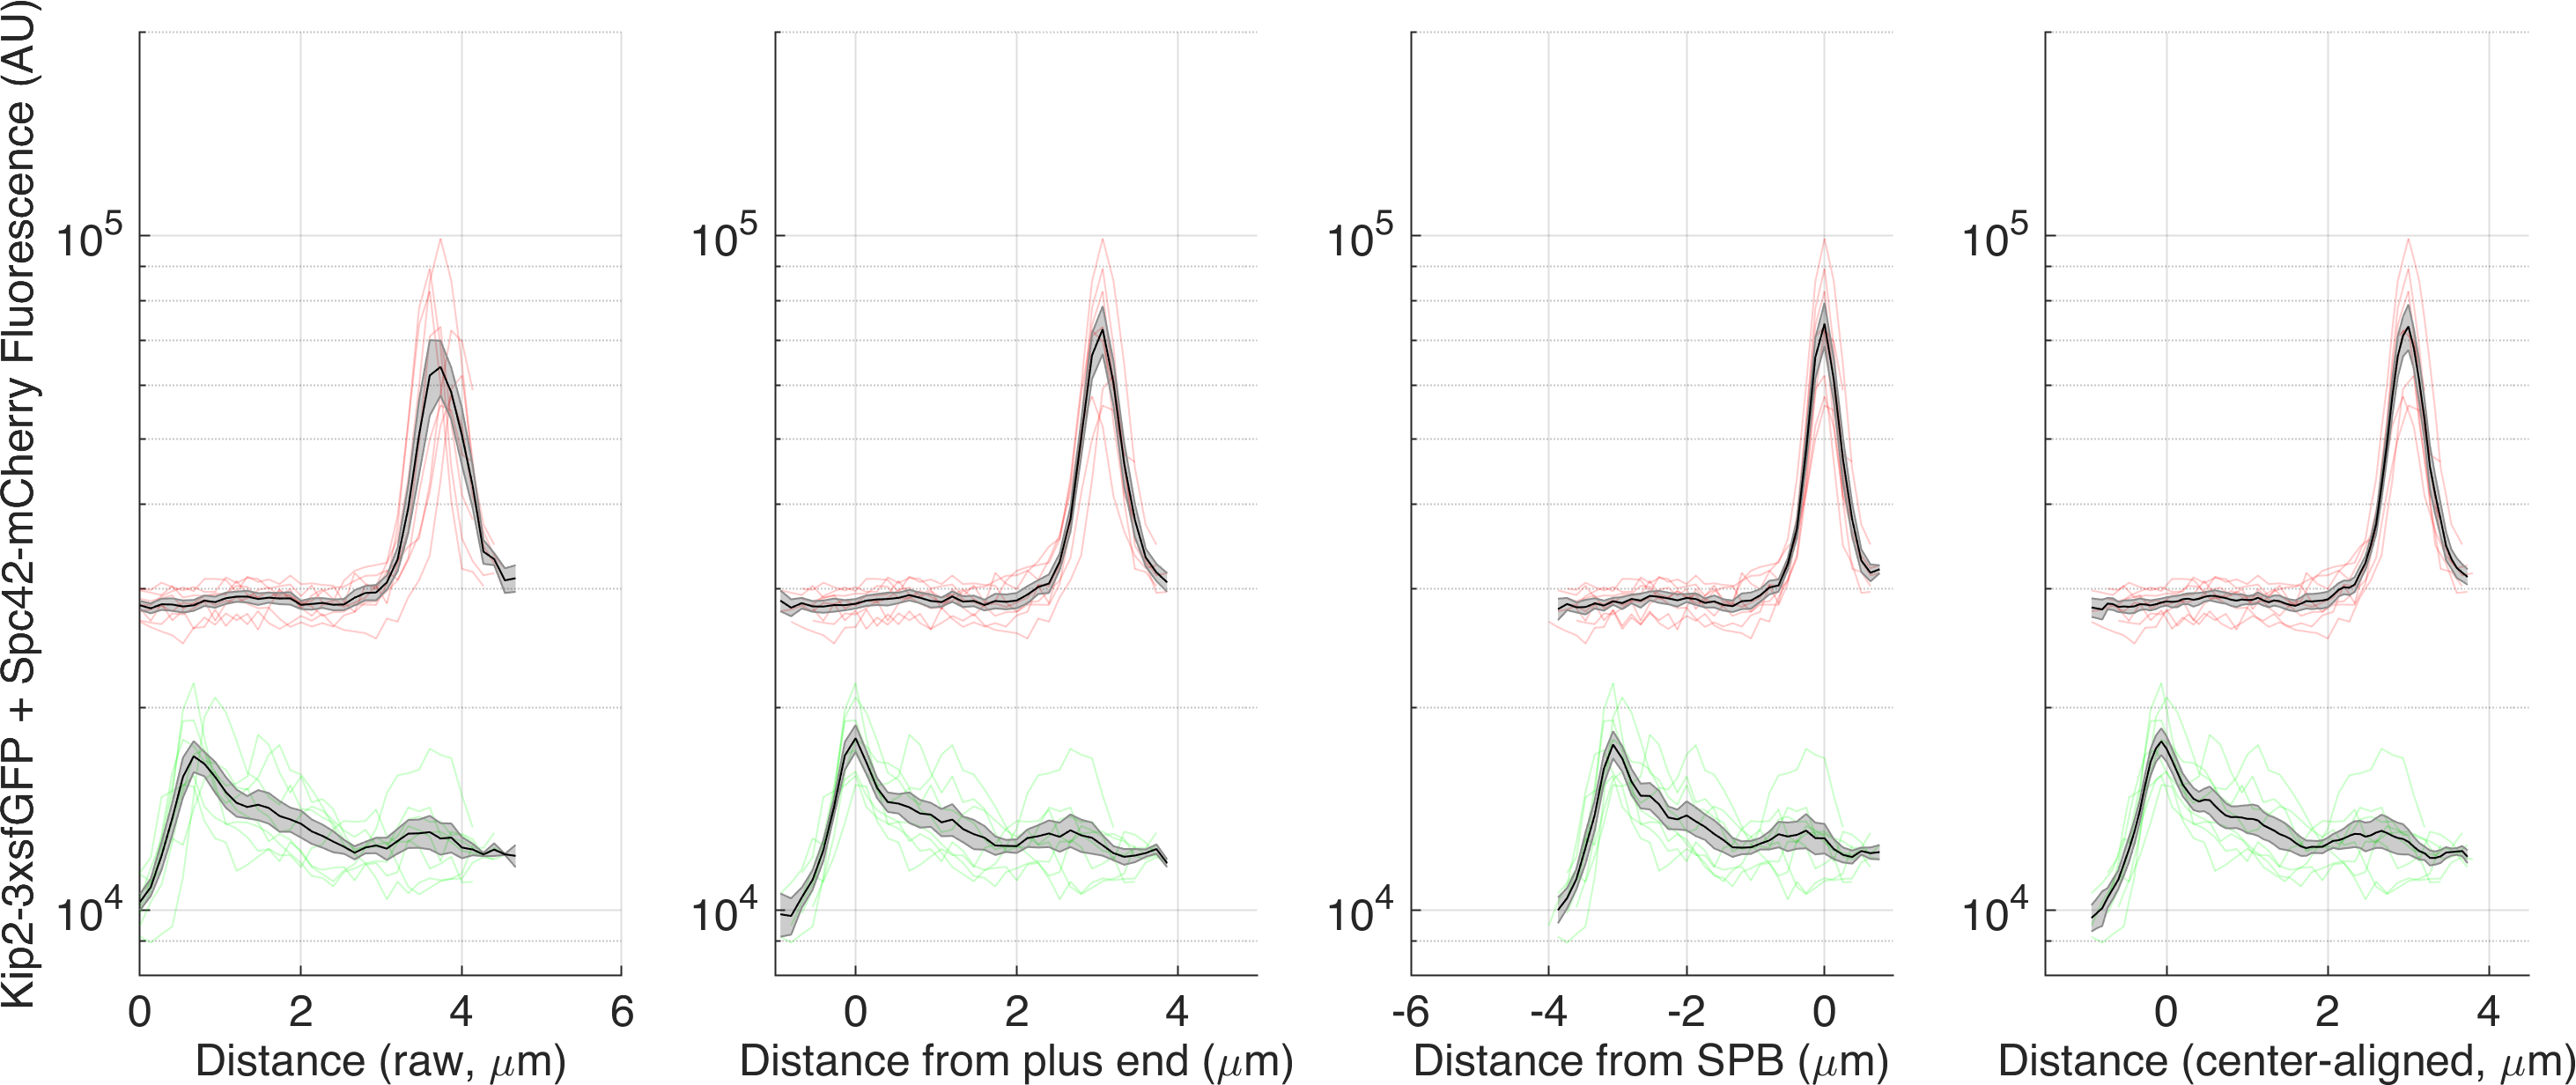 Kip2-3xsfGFP + Spc42-mCherry Fluorescence (AU)
10^5
10^4
0 2 4 6
Distance (raw, μm)
10^5
10^4
0 2 4
Distance from plus end (μm)
10^5
10^4
-6 -4 -2 0
Distance from SPB (μm)
10^5
10^4
0 2 4
Distance (center-aligned, μm)